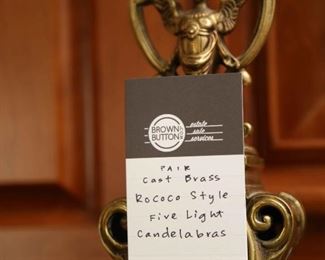 BROWN
BUTTON
estate
sale
services
PAIR
Cast Brass
Rococo Style
Five Light
Candelabras